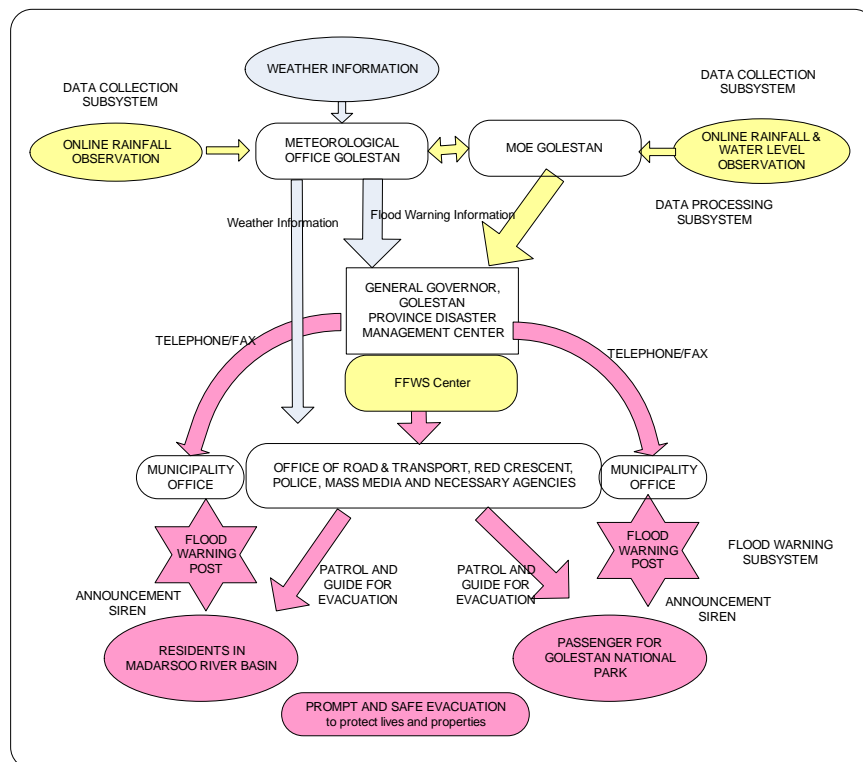 WEATHER INFORMATION
DATA COLLECTION
SUBSYSTEM
DATA COLLECTION
SUBSYSTEM
ONLINE RAINFALL
OBSERVATION
METEOROLOGICAL
OFFICE GOLESTAN
MOE GOLESTAN
ONLINE RAINFALL &
WATER LEVEL
OBSERVATION
Weather Information
Flood Warning Information
DATA PROCESSING
SUBSYSTEM
GENERAL GOVERNOR,
GOLESTAN
PROVINCE DISASTER
MANAGEMENT CENTER
TELEPHONE/FAX
TELEPHONE/FAX
FFWS Center
MUNICIPALITY
OFFICE
OFFICE OF ROAD & TRANSPORT, RED CRESCENT,
POLICE, MASS MEDIA AND NECESSARY AGENCIES
MUNICIPALITY
OFFICE
FLOOD
WARNING
POST
FLOOD
WARNING
POST
FLOOD WARNING
SUBSYSTEM
PATROL AND
GUIDE FOR
EVACUATION
PATROL AND
GUIDE FOR
EVACUATION
ANNOUNCEMENT
SIREN
ANNOUNCEMENT
SIREN
RESIDENTS IN
MADARSOO RIVER BASIN
PASSENGER FOR
GOLESTAN NATIONAL
PARK
PROMPT AND SAFE EVACUATION
to protect lives and properties